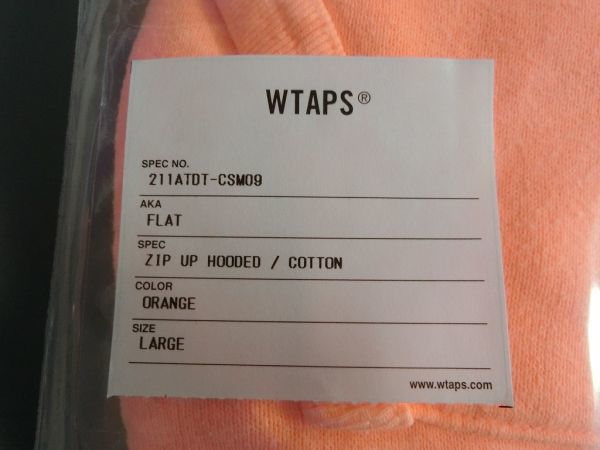 WTAPS®
SPEC NO.
211ATDT-CSM09
AKA
FLAT
SPEC
ZIP UP HOODED / COTTON
COLOR
ORANGE
SIZE
LARGE
www.wtaps.com